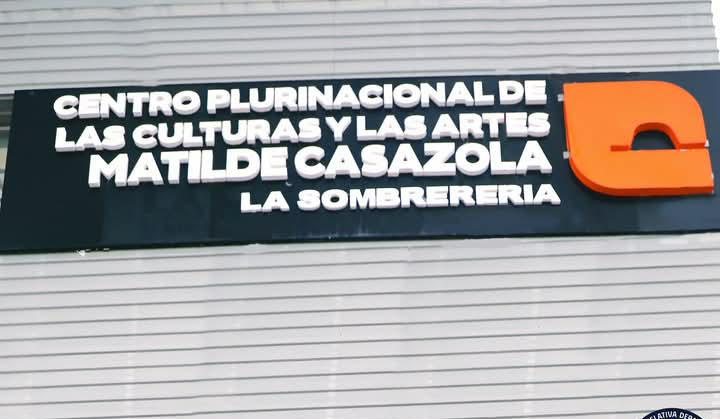 CENTRO PLURINACIONAL DE
LAS CULTURAS Y LAS ARTES
MATILDE CASAZOLA
LA SOMBRERERIA